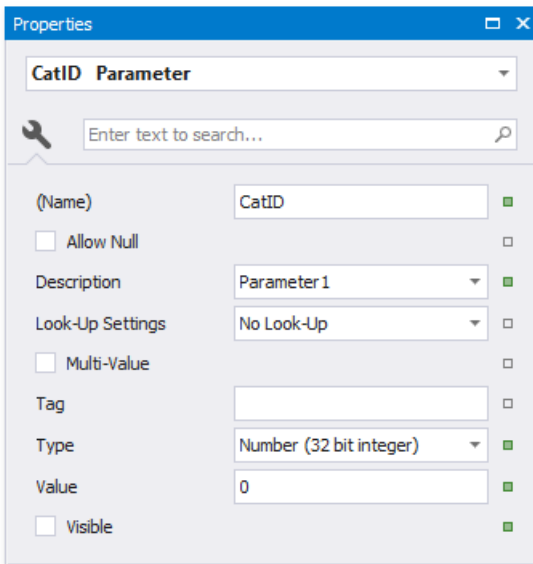 Properties
CatID Parameter
Enter text to search...
(Name) CatID
Allow Null
Description Parameter1
Look-Up Settings No Look-Up
Multi-Value
Tag
Type Number (32 bit integer)
Value 0
Visible